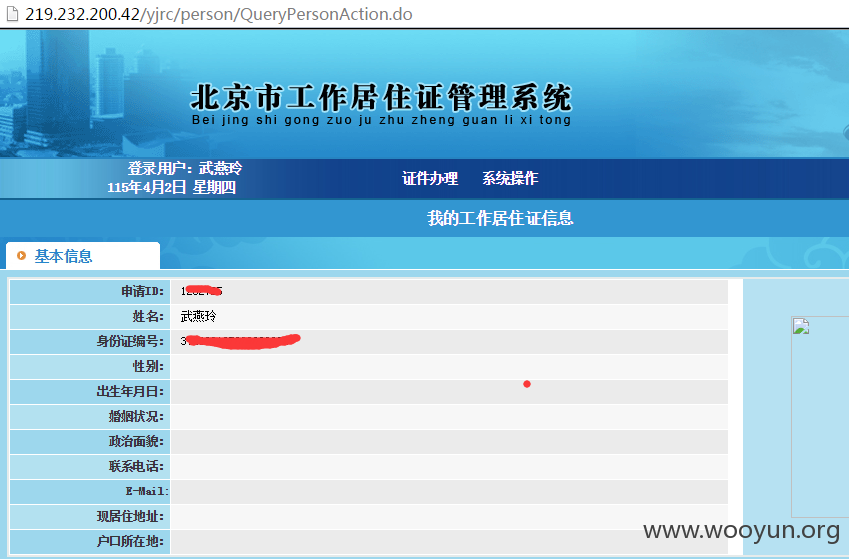 219.232.200.42/yjrc/person/QueryPersonAction.do
北京市工作居住证管理系统
Bei jing shi gong zuo ju zhu zheng guan li xi tong
登录用户：武燕玲
115年4月2日 星期四
证件办理 系统操作
我的工作居住证信息
基本信息
申请ID:
姓名: 武燕玲
身份证编号:
性别:
出生年月日:
婚姻状况:
政治面貌:
联系电话:
E-Mail:
现居住地址:
户口所在地:
www.wooyun.org